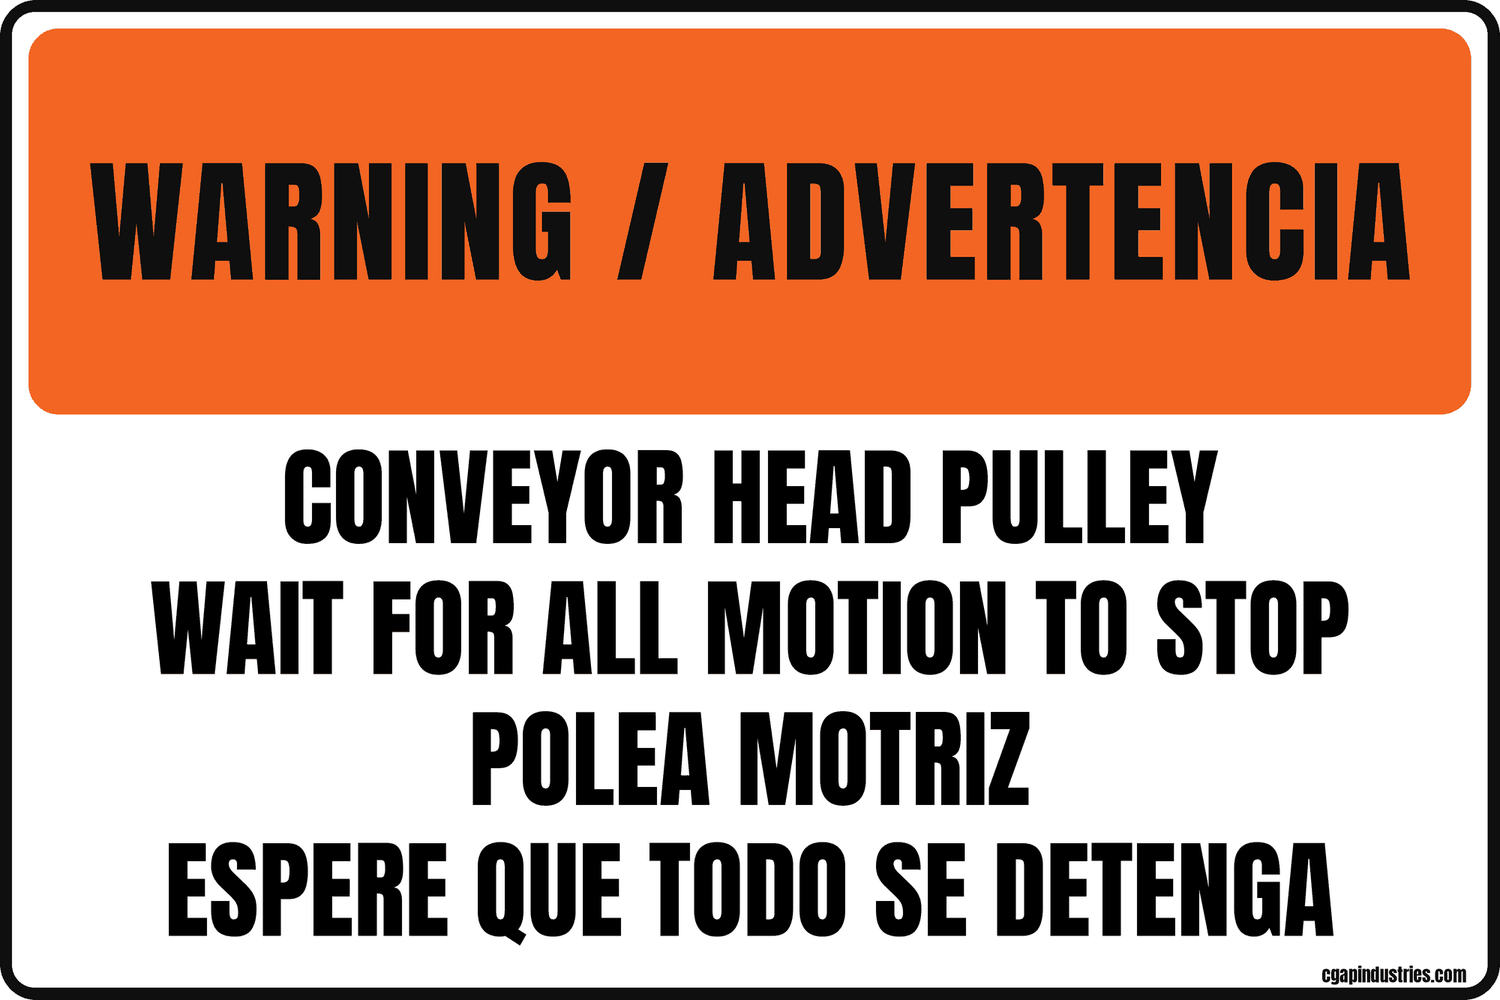 WARNING / ADVERTENCIA
CONVEYOR HEAD PULLEY
WAIT FOR ALL MOTION TO STOP
POLEA MOTRIZ
ESPERE QUE TODO SE DETENGA
cgapindustries.com